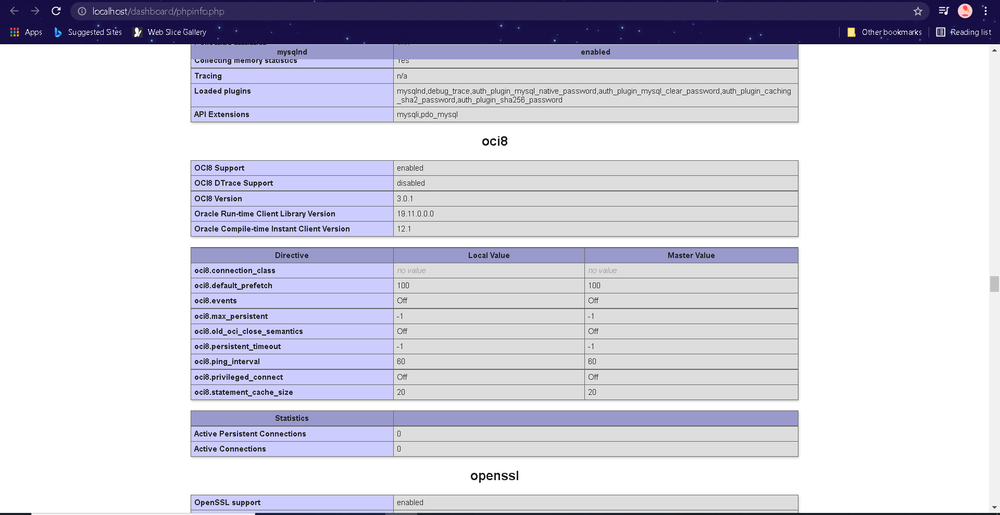 localhost/dashboard/phpinfo.php
Apps Suggested Sites Web Slice Gallery Other bookmarks Reading list
mysqlnd enabled
Collecting memory statistics Yes
Tracing n/a
Loaded plugins mysqlnd,debug_trace,auth_plugin_mysql_native_password,auth_plugin_mysql_clear_password,auth_plugin_caching
_sha2_password,auth_plugin_sha256_password
API Extensions mysqli,pdo_mysql
oci8
OCI8 Support enabled
OCI8 DTrace Support disabled
OCI8 Version 3.0.1
Oracle Run-time Client Library Version 19.11.0.0.0
Oracle Compile-time Instant Client Version 12.1
Directive Local Value Master Value
oci8.connection_class no value no value
oci8.default_prefetch 100 100
oci8.events Off Off
oci8.max_persistent -1 -1
oci8.old_oci_close_semantics Off Off
oci8.persistent_timeout -1 -1
oci8.ping_interval 60 60
oci8.privileged_connect Off Off
oci8.statement_cache_size 20 20
Statistics
Active Persistent Connections 0
Active Connections 0
openssl
OpenSSL support enabled